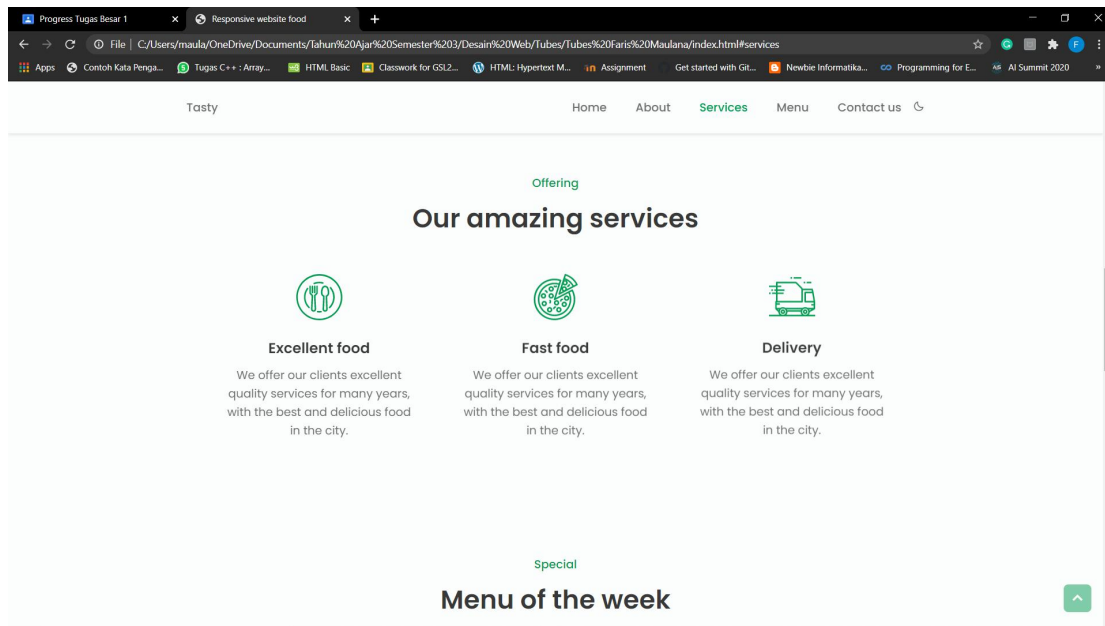 Progress Tugas Besar 1
Responsive website food
File | C:/Users/maula/OneDrive/Documents/Tahun%20Ajar%20Semester%203/Desain%20Web/Tubes/Tubes%20Faris%20Maulana/index.html#services
F
Apps Contoh Kata Penga... Tugas C++ : Array... HTML Basic Classwork for GSL2... HTML: Hypertext M... Assignment Get started with Git... Newbie Informatika... Programming for E... AS AI Summit 2020 »
Tasty Home About Services Menu Contact us
Offering
Our amazing services
Excellent food Fast food Delivery
We offer our clients excellent We offer our clients excellent We offer our clients excellent
quality services for many years, quality services for many years, quality services for many years,
with the best and delicious food with the best and delicious food with the best and delicious food
in the city. in the city. in the city.
Special
Menu of the week